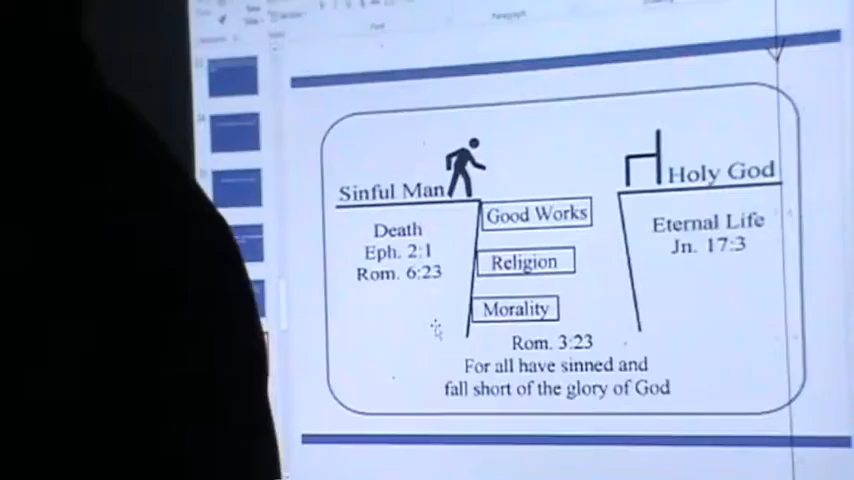 Paragraph
Sinful Man
Holy God
Death
Eph. 2:1
Rom. 6:23
Good Works
Religion
Morality
Eternal Life
Jn. 17:3
Rom. 3:23
For all have sinned and
fall short of the glory of God